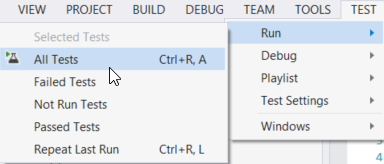 VIEW PROJECT BUILD DEBUG TEAM TOOLS TEST
Selected Tests
All Tests Ctrl+R, A
Failed Tests
Not Run Tests
Passed Tests
Repeat Last Run Ctrl+R, L
Run
Debug
Playlist
Test Settings
Windows
4